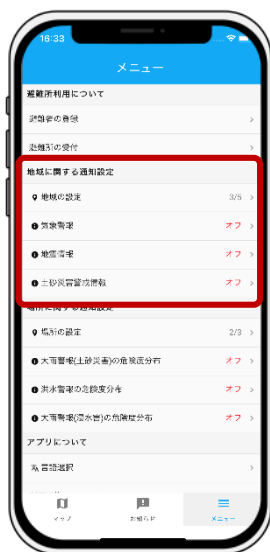 16:33
メニュー
避難所利用について
避難者の登録
避難所の受付
地域に関する通知設定
地域の設定 3/5
気象警報 オフ
地震情報 オフ
土砂災害警戒情報 オフ
場所に関する通知設定
場所の設定 2/3
大雨警報(土砂災害)の危険度分布 オフ
洪水警報の危険度分布 オフ
大雨警報(浸水害)の危険度分布 オフ
アプリについて
言語選択
マップ お知らせ メニュー